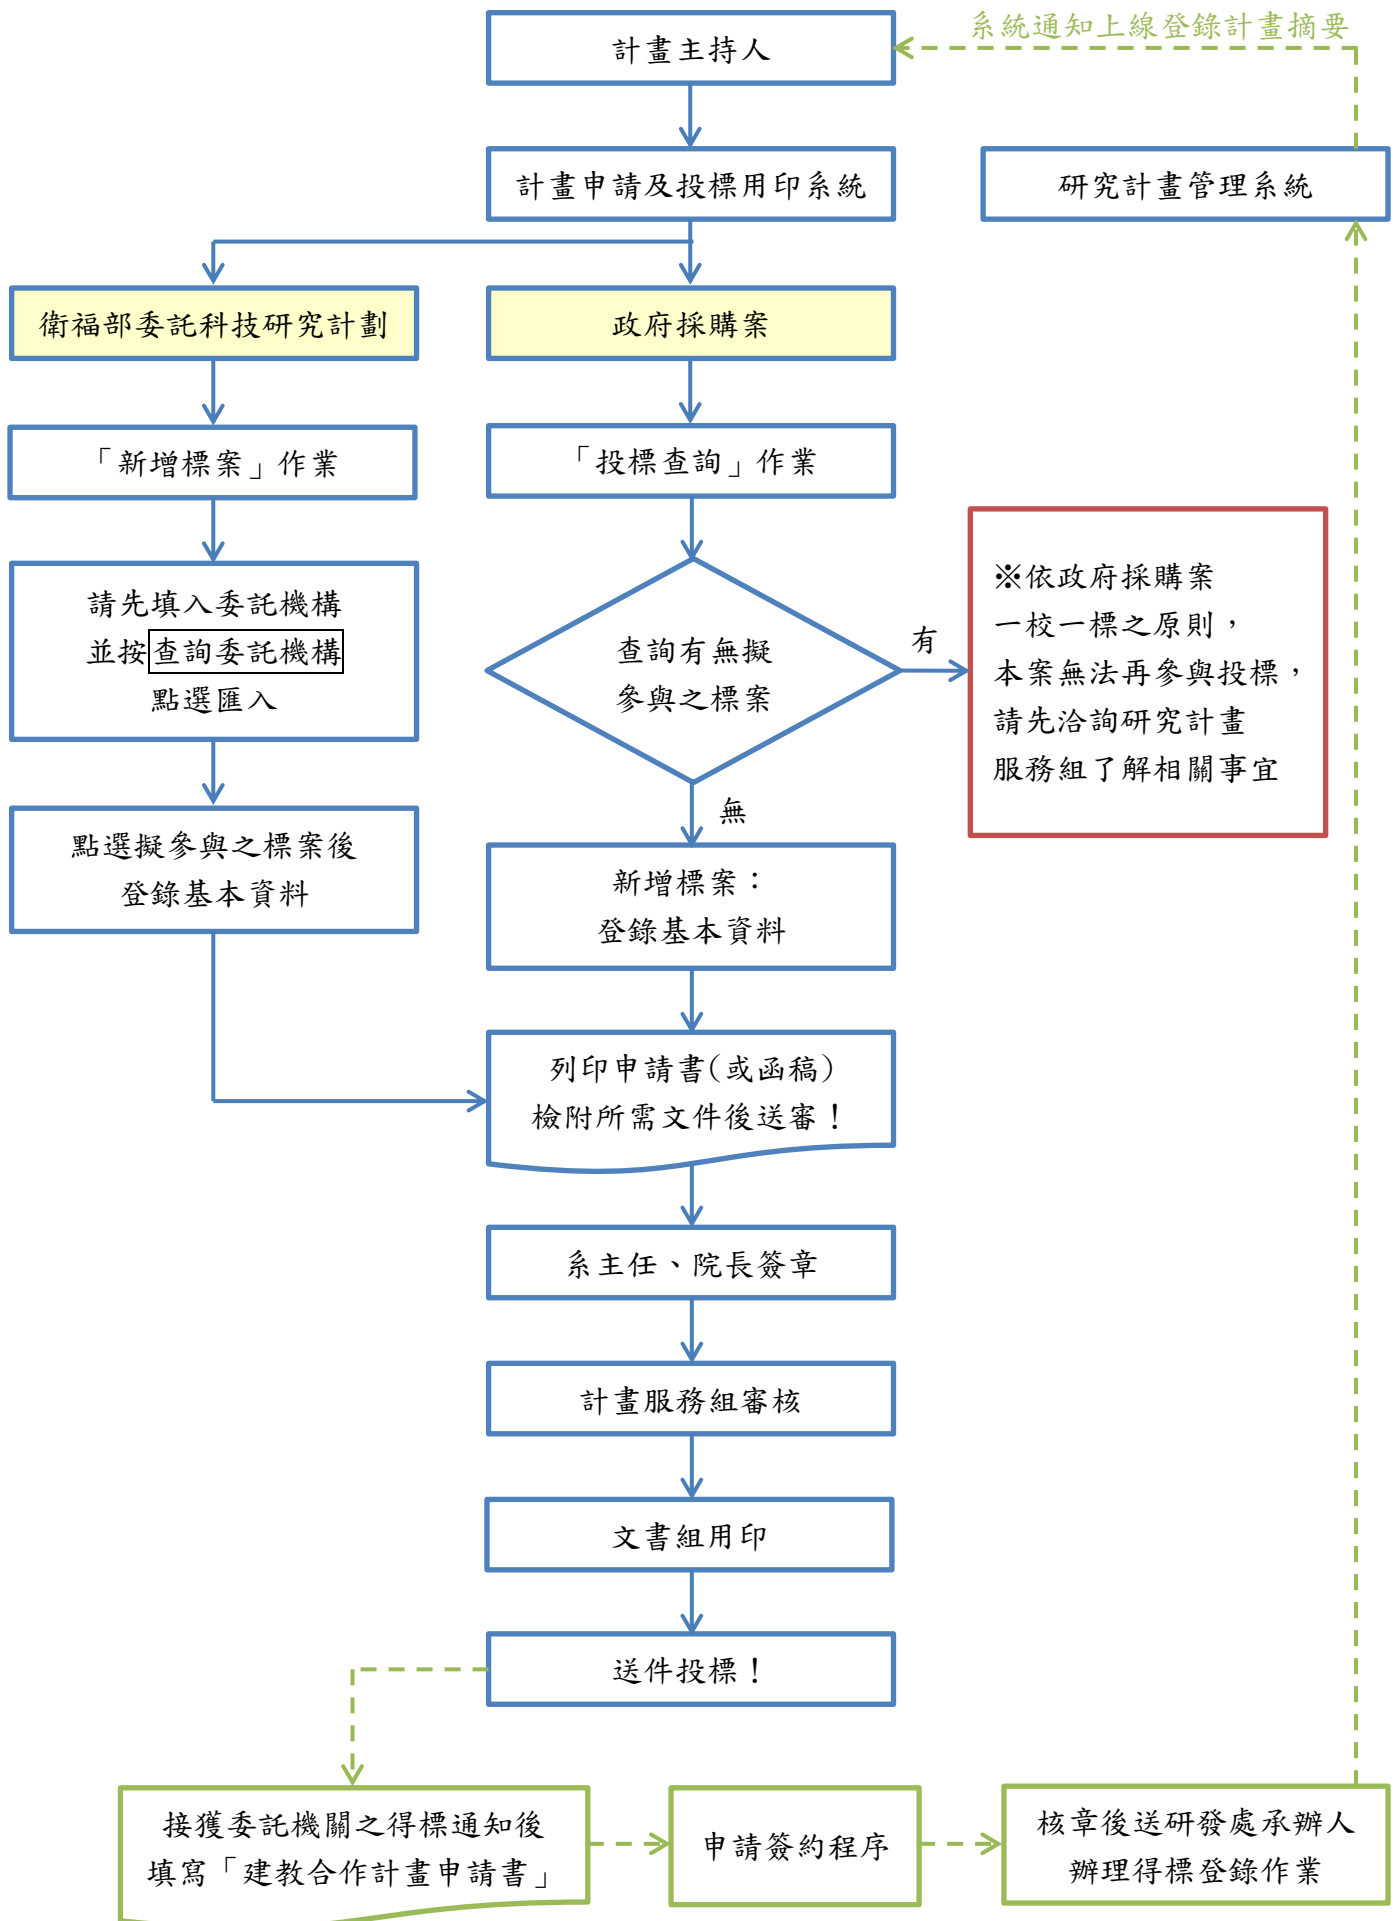 系統通知上線登錄計畫摘要
計畫主持人
計畫申請及投標用印系統
研究計畫管理系統
衛福部委託科技研究計劃
政府採購案
「新增標案」作業
「投標查詢」作業
請先填入委託機構
並按查詢委託機構
點選匯入
查詢有無擬
參與之標案
有
※依政府採購案
一校一標之原則，
本案無法再參與投標，
請先洽詢研究計畫
服務組了解相關事宜
無
點選擬參與之標案後
登錄基本資料
新增標案：
登錄基本資料
列印申請書(或函稿)
檢附所需文件後送審！
系主任、院長簽章
計畫服務組審核
文書組用印
送件投標！
接獲委託機關之得標通知後
填寫「建教合作計畫申請書」
申請簽約程序
核章後送研發處承辦人
辦理得標登錄作業